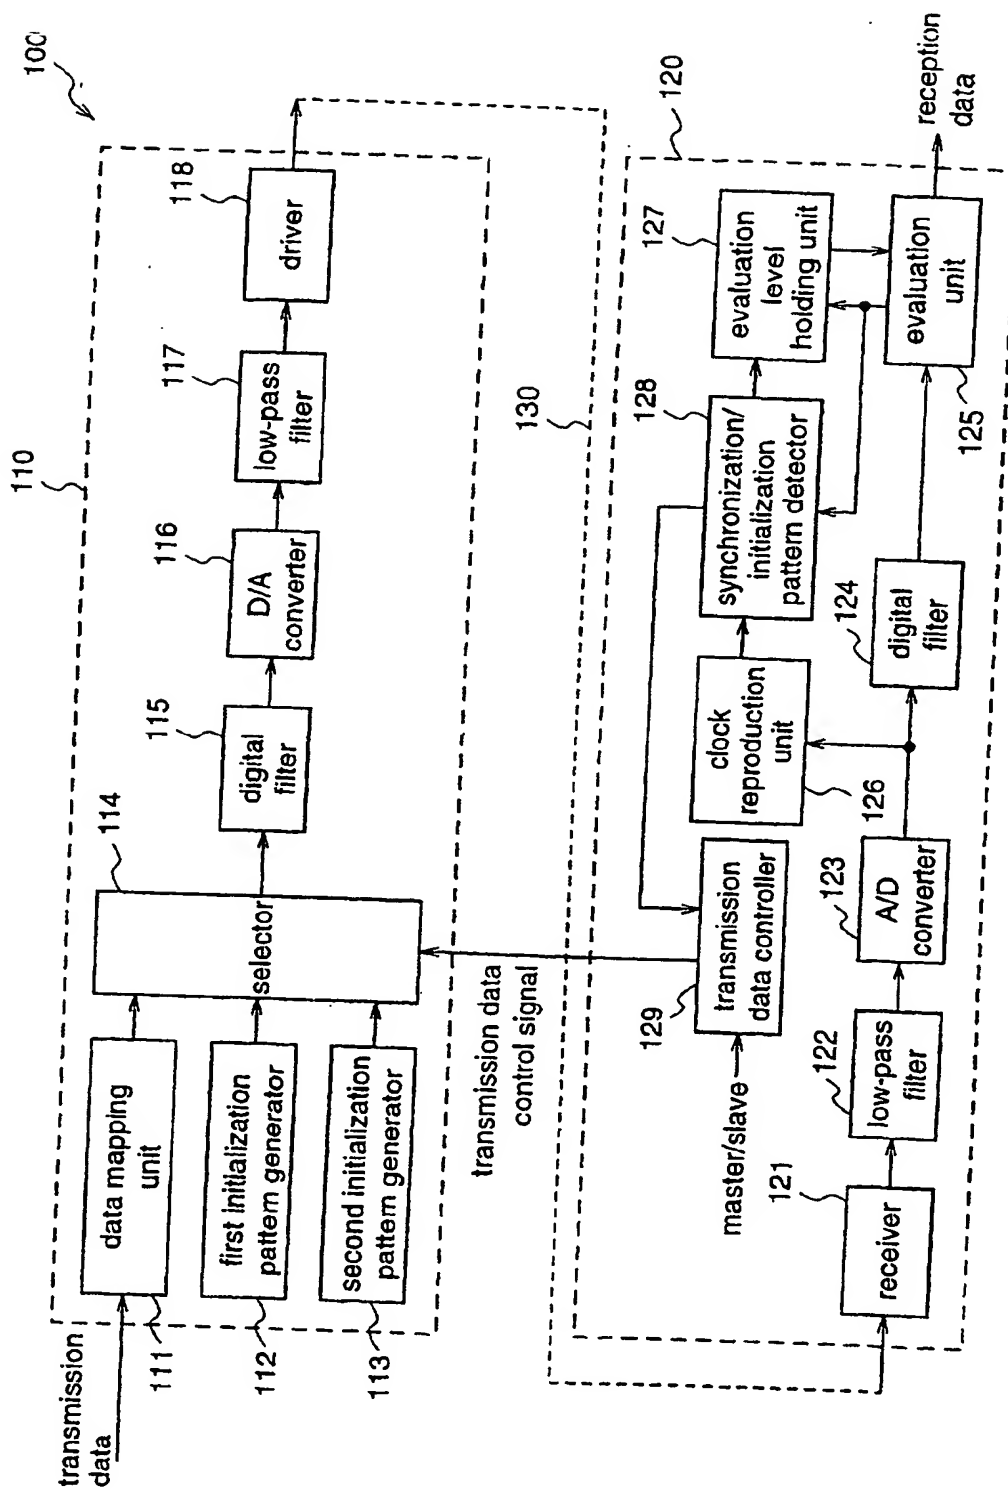 100
110
transmission
data
data mapping
unit
111
first initialization
pattern generator
112
second initialization
pattern generator
113
selector
114
digital
filter
115
D/A
converter
116
low-pass
filter
117
driver
118
transmission data
control signal
130
120
master/slave
transmission
data controller
129
clock
reproduction
unit
126
synchronization/
initialization
pattern detector
128
evaluation
level
holding unit
127
receiver
121
low-pass
filter
122
A/D
converter
123
digital
filter
124
evaluation
unit
125
reception
data